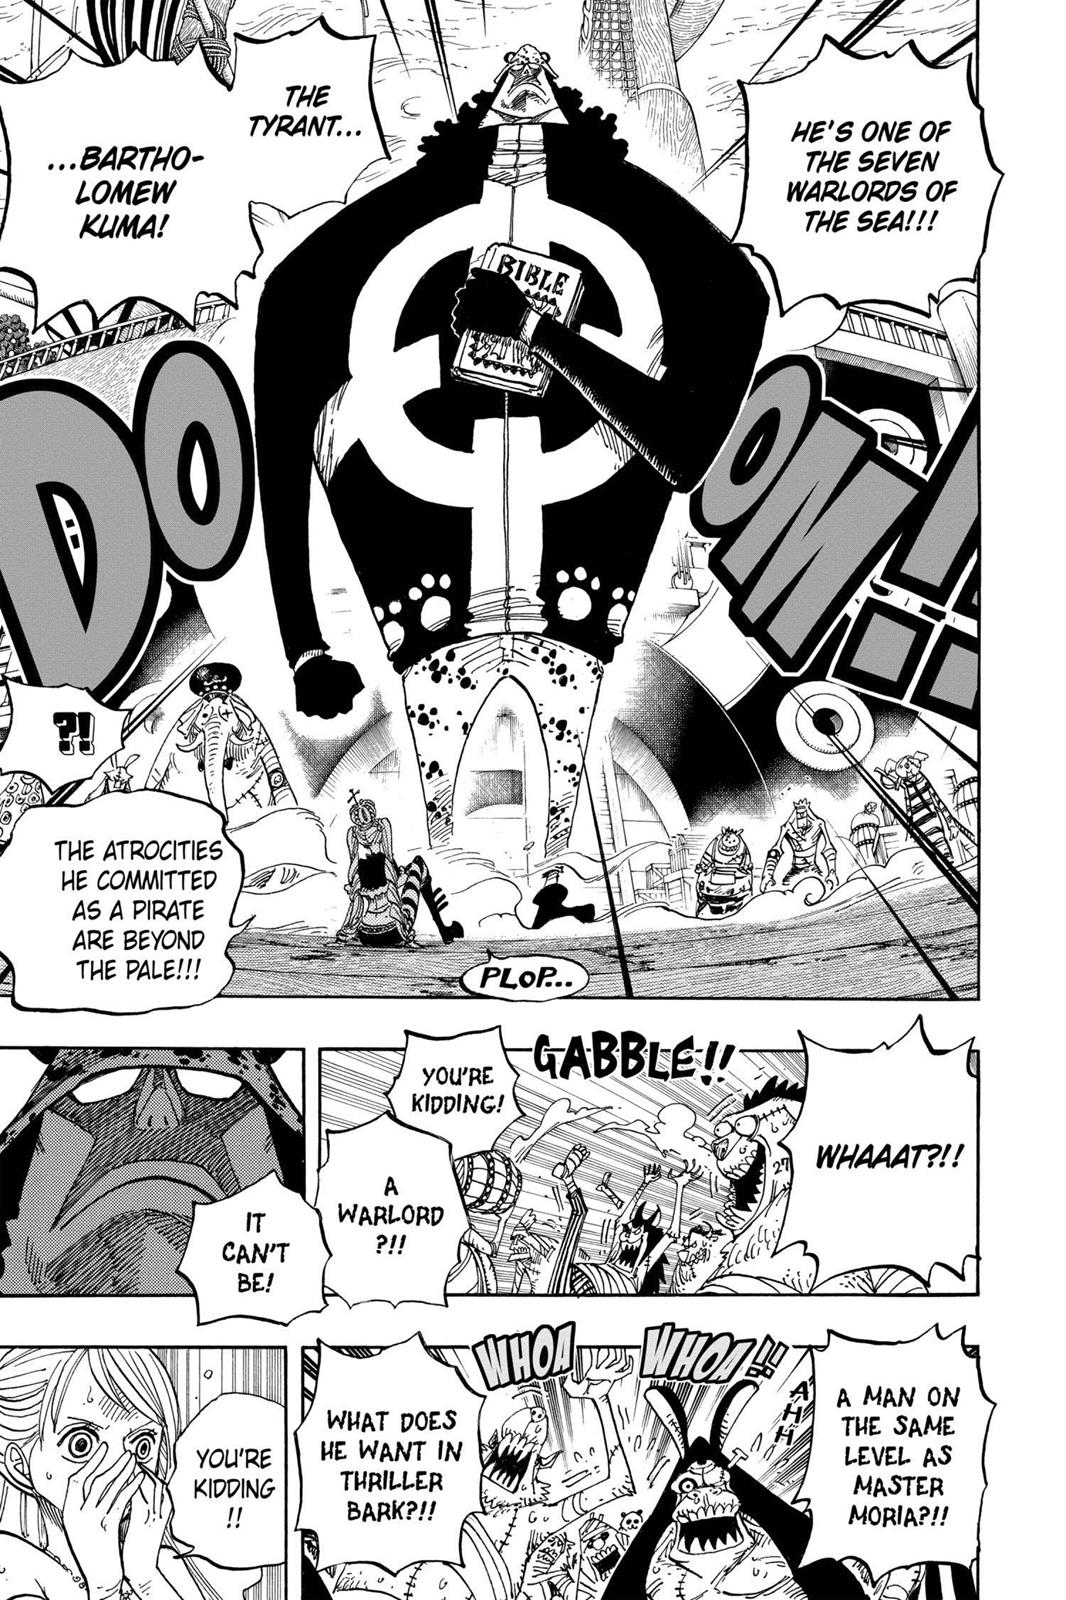 HE'S ONE OF
THE SEVEN
WARLORDS OF
THE SEA!!!
THE
TYRANT...
...BARTHO-
LOMEW
KUMA!
BIBLE
DOOM!!
?!
THE ATROCITIES
HE COMMITTED
AS A PIRATE
ARE BEYOND
THE PALE!!!
PLOP...
WHAAAT?!!
27
GABBLE!!
YOU'RE
KIDDING!
A
WARLORD
?!!
IT
CAN'T
BE!
A MAN ON
THE SAME
LEVEL AS
MASTER
MORIA?!!
AHH
WHOA
WHOA!!
WHAT DOES
HE WANT IN
THRILLER
BARK?!!
YOU'RE
KIDDING
!!